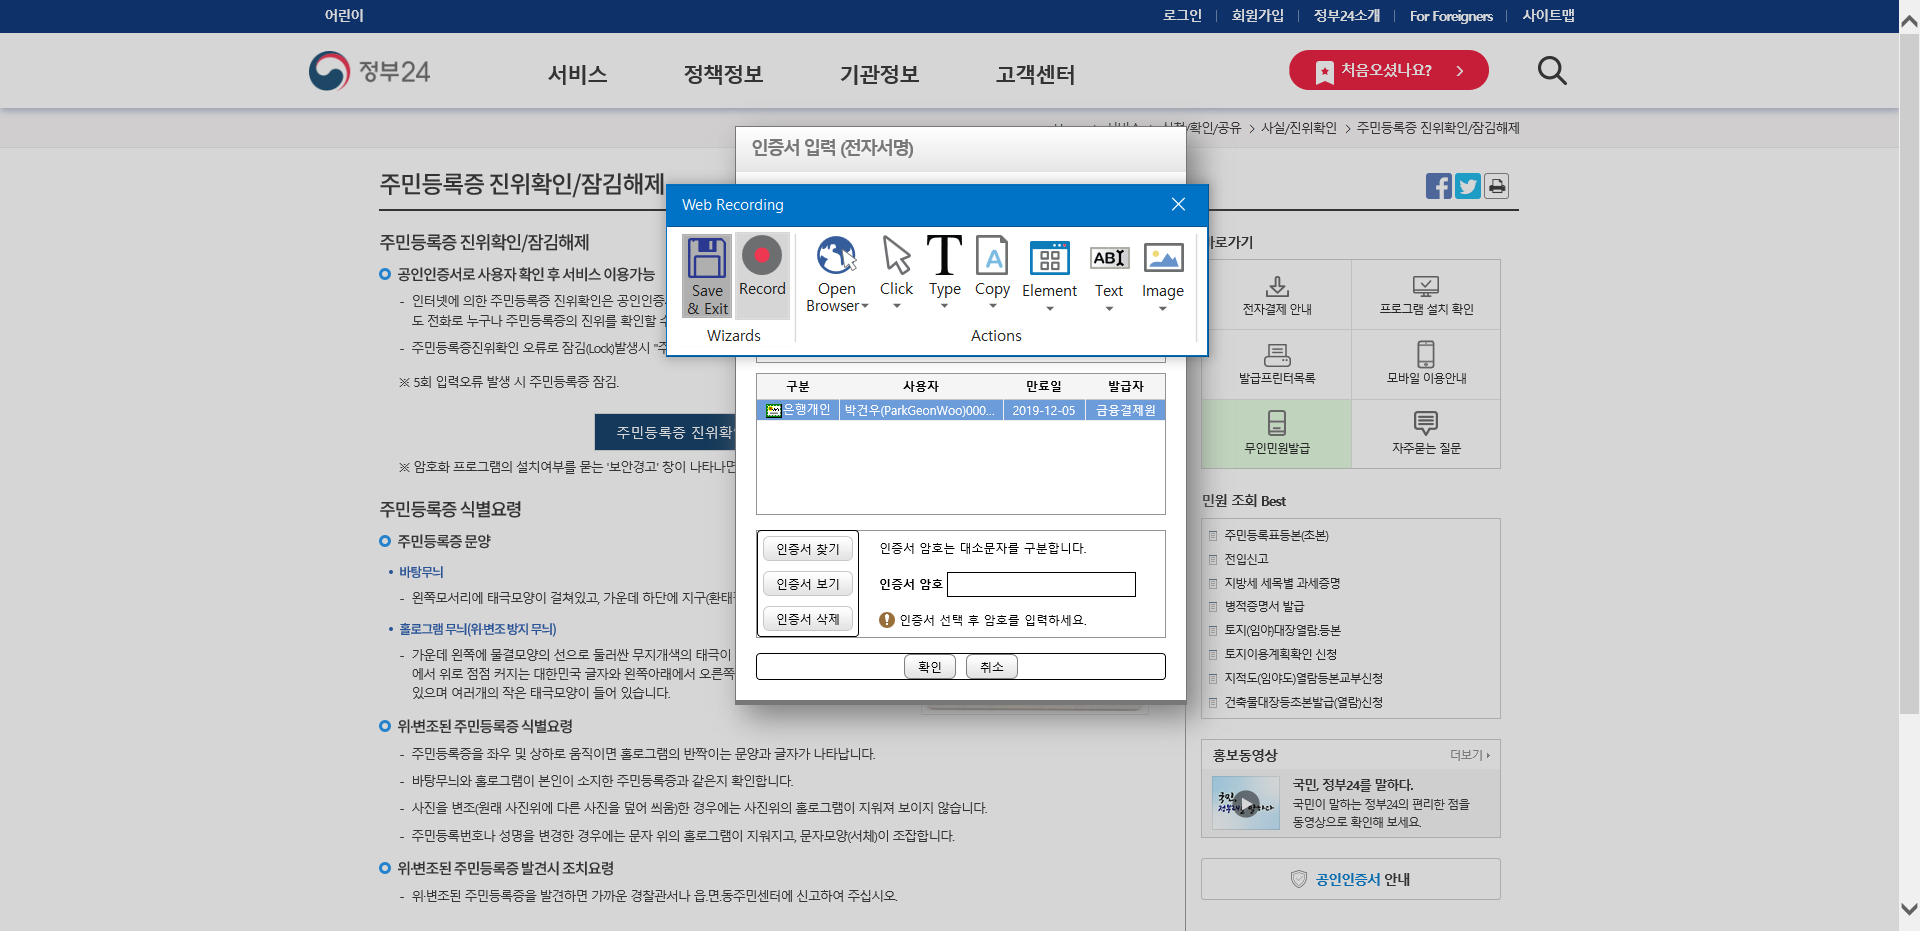 어린이
로그인
회원가입
정부24소개
For Foreigners
사이트맵
정부24
서비스
정책정보
기관정보
고객센터
처음오셨나요?
/확인/공유 > 사실/진위확인 > 주민등록증 진위확인/잠김해제
인증서 입력 (전자서명)
주민등록증 진위확인/잠김해제
Web Recording
Save & Exit
Record
Wizards
Open Browser
Click
Type
Copy
Element
Text
Image
Actions
주민등록증 진위확인/잠김해제
공인인증서로 사용자 확인 후 서비스 이용가능
- 인터넷에 의한 주민등록증 진위확인은 공인인증
도 전화로 누구나 주민등록증의 진위를 확인할
- 주민등록증진위확인 오류로 잠김(Lock)발생시
※ 5회 입력오류 발생 시 주민등록증 잠김.
주민등록증 진위확
※ 암호화 프로그램의 설치여부를 묻는 '보안경고' 창이 나타나면
구분 사용자 만료일 발급자
은행개인 박건우(ParkGeonWoo)000... 2019-12-05 금융결제원
인증서 찾기
인증서 보기
인증서 삭제
인증서 암호는 대소문자를 구분합니다.
인증서 암호
인증서 선택 후 암호를 입력하세요.
확인
취소
주민등록증 식별요령
주민등록증 문양
• 바탕무늬
- 왼쪽모서리에 태극모양이 걸쳐있고, 가운데 하단에 지구(환태
• 홀로그램 무늬(위·변조 방지 무늬)
- 가운데 왼쪽에 물결모양의 선으로 둘러싼 무지개색의 태극이
에서 위로 점점 커지는 대한민국 글자와 왼쪽아래에서 오른쪽
있으며 여러개의 작은 태극모양이 들어 있습니다.
위·변조된 주민등록증 식별요령
- 주민등록증을 좌우 및 상하로 움직이면 홀로그램의 반짝이는 문양과 글자가 나타납니다.
- 바탕무늬와 홀로그램이 본인이 소지한 주민등록증과 같은지 확인합니다.
- 사진을 변조(원래 사진위에 다른 사진을 덮어 씌움)한 경우에는 사진위의 홀로그램이 지워져 보이지 않습니다.
- 주민등록번호나 성명을 변경한 경우에는 문자 위의 홀로그램이 지워지고, 문자모양(서체)이 조잡합니다.
위·변조된 주민등록증 발견시 조치요령
- 위·변조된 주민등록증을 발견하면 가까운 경찰관서나 읍.면.동주민센터에 신고하여 주십시오.
바로가기
전자결제 안내
프로그램 설치 확인
발급프린터목록
모바일 이용안내
무인민원발급
자주묻는 질문
민원 조회 Best
주민등록표등본(초본)
전입신고
지방세 세목별 과세증명
병적증명서 발급
토지(임야)대장열람.등본
토지이용계획확인 신청
지적도(임야도)열람등본교부신청
건축물대장등초본발급(열람)신청
홍보동영상
더보기
국민, 정부24를 말하다.
국민이 말하는 정부24의 편리한 점을
동영상으로 확인해 보세요.
공인인증서 안내